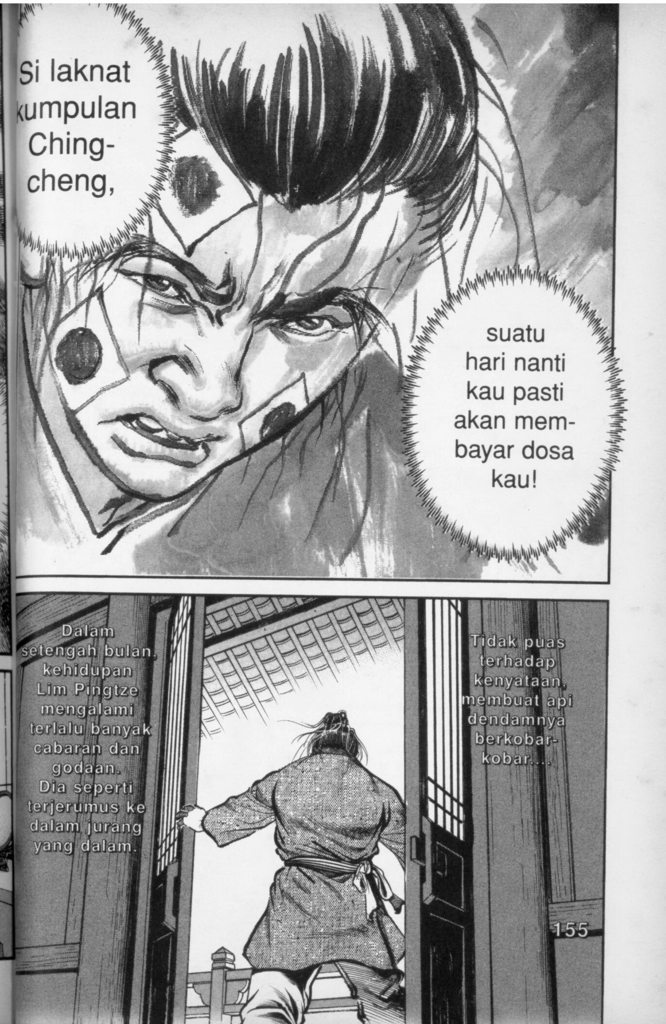 Si laknat
kumpulan
Ching-
cheng,
suatu
hari nanti
kau pasti
akan mem-
bayar dosa
kau!
Dalam
setengah bulan,
kehidupan
Lim Pingtze
mengalami
terlalu banyak
cabaran dan
godaan.
Dia seperti
terjerumus ke
dalam jurang
yang dalam.
Tidak puas
terhadap
kenyataan,
membuat api
dendamnya
berkobar-
kobar....
155